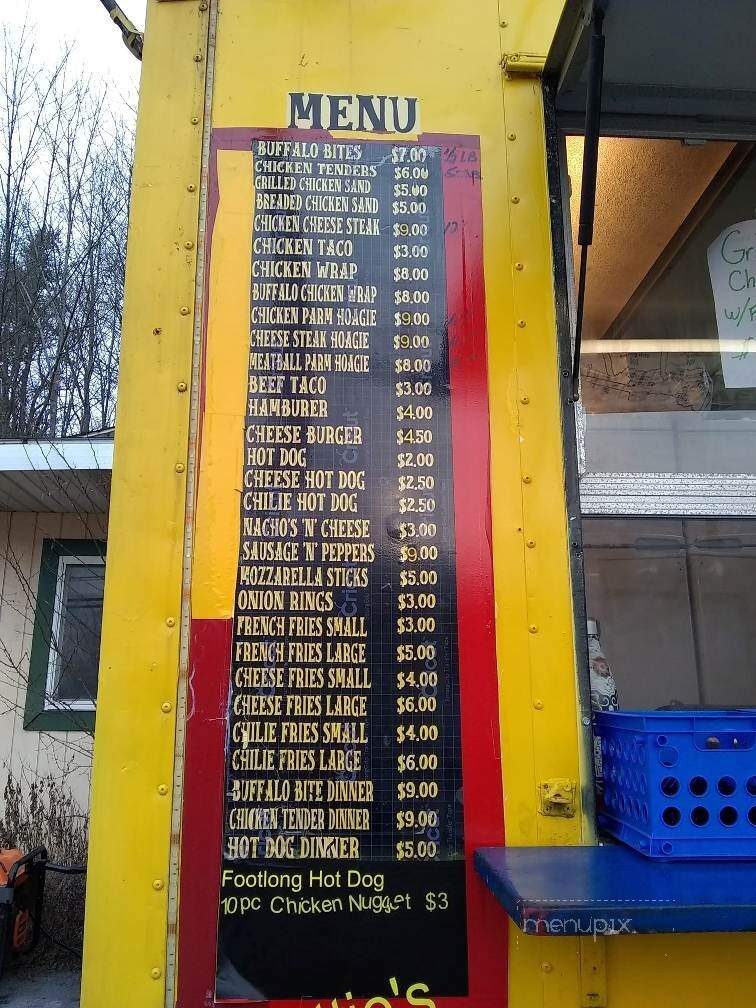 MENU
BUFFALO BITES $7.00 ½ LB
CHICKEN TENDERS $6.00
GRILLED CHICKEN SAND $5.00
BREADED CHICKEN SAND $5.00
CHICKEN CHEESE STEAK $9.00
CHICKEN TACO $3.00
CHICKEN WRAP $8.00
BUFFALO CHICKEN WRAP $8.00
CHICKEN PARM HOAGIE $9.00
CHEESE STEAK HOAGIE $9.00
MEATBALL PARM HOAGIE $8.00
BEEF TACO $3.00
HAMBURER $4.00
CHEESE BURGER $4.50
HOT DOG $2.00
CHEESE HOT DOG $2.50
CHILIE HOT DOG $2.50
NACHO'S 'N' CHEESE $3.00
SAUSAGE 'N' PEPPERS $9.00
MOZZARELLA STICKS $5.00
ONION RINGS $3.00
FRENCH FRIES SMALL $3.00
FRENCH FRIES LARGE $5.00
CHEESE FRIES SMALL $4.00
CHEESE FRIES LARGE $6.00
CHILIE FRIES SMALL $4.00
CHILIE FRIES LARGE $6.00
BUFFALO BITE DINNER $9.00
CHICKEN TENDER DINNER $9.00
HOT DOG DINNER $5.00
Footlong Hot Dog
10pc Chicken Nugget $3
menupix